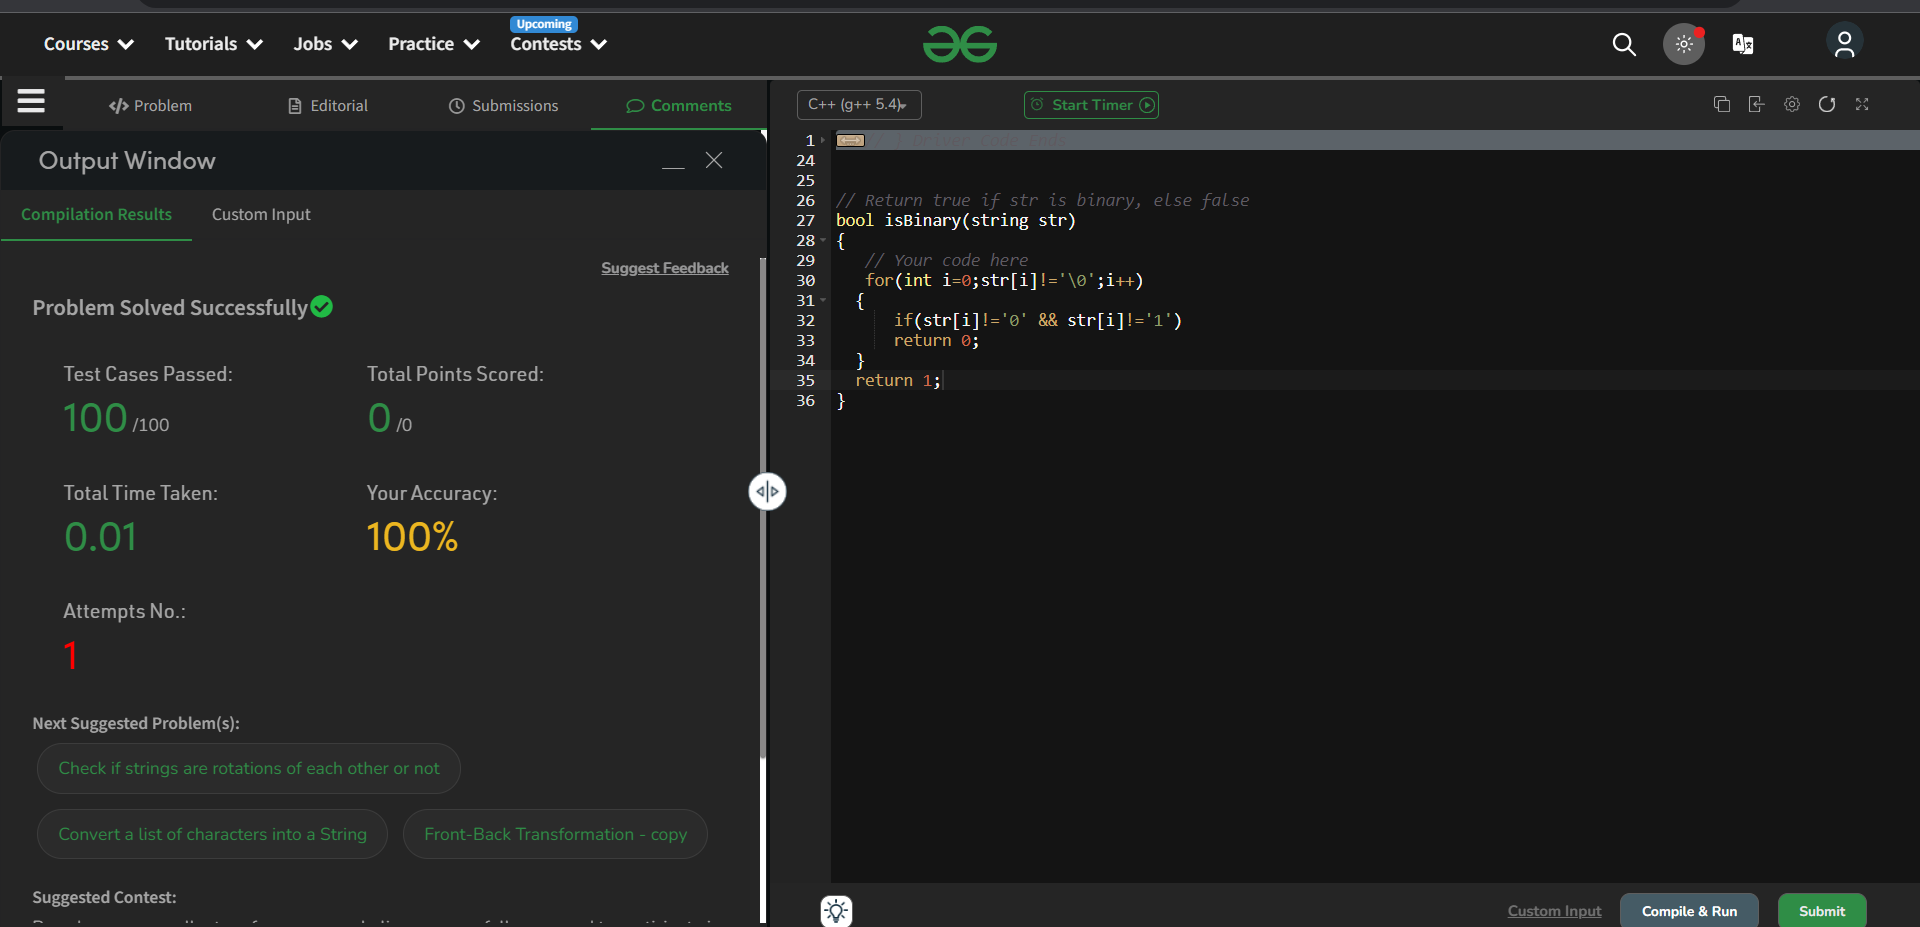 Courses
Tutorials
Jobs
Practice
Upcoming
Contests
Problem
Editorial
Submissions
Comments
Output Window
Compilation Results
Custom Input
Suggest Feedback
Problem Solved Successfully
Test Cases Passed:
100 /100
Total Points Scored:
0 /0
Total Time Taken:
0.01
Your Accuracy:
100%
Attempts No.:
1
Next Suggested Problem(s):
Check if strings are rotations of each other or not
Convert a list of characters into a String
Front-Back Transformation - copy
Suggested Contest:
C++ (g++ 5.4)
Start Timer
1 // } Driver Code Ends
24
25
26 // Return true if str is binary, else false
27 bool isBinary(string str)
28 {
29 // Your code here
30 for(int i=0;str[i]!='\0';i++)
31 {
32 if(str[i]!='0' && str[i]!='1')
33 return 0;
34 }
35 return 1;
36 }
Custom Input
Compile & Run
Submit